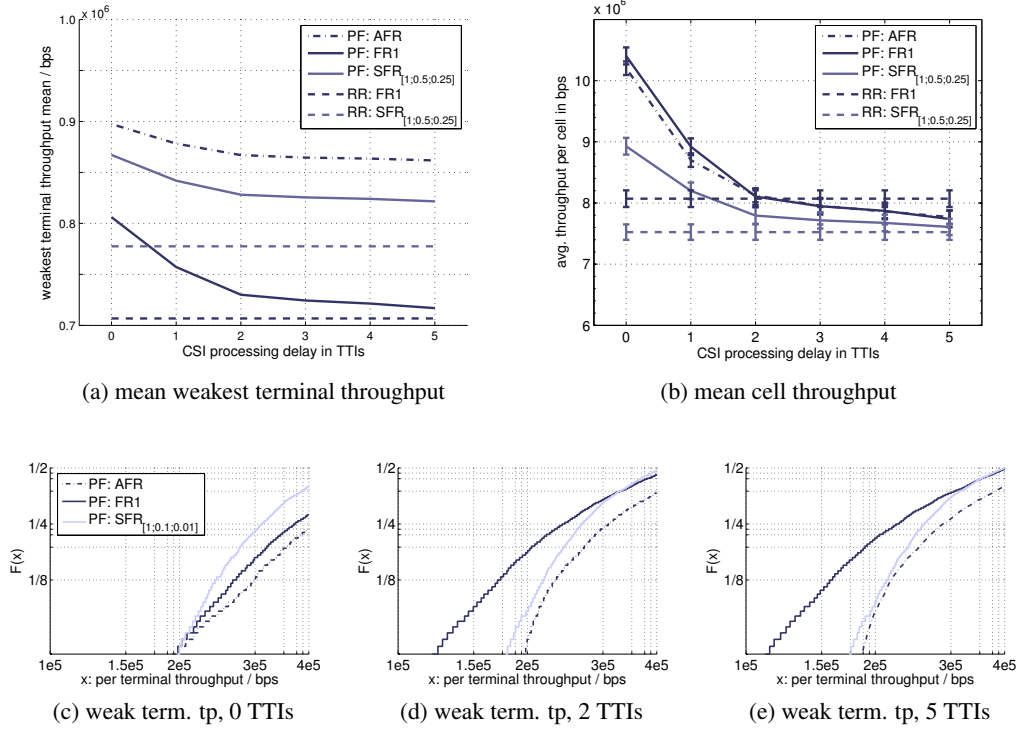 x 10⁶
1.0
0.9
0.8
0.7
weakest terminal throughput mean / bps
0 1 2 3 4 5
CSI processing delay in TTIs
PF: AFR
PF: FR1
PF: SFR[1;0.5;0.25]
RR: FR1
RR: SFR[1;0.5;0.25]
(a) mean weakest terminal throughput
x 10⁶
10
9
8
7
6
avg. throughput per cell in bps
0 1 2 3 4 5
CSI processing delay in TTIs
PF: AFR
PF: FR1
PF: SFR[1;0.5;0.25]
RR: FR1
RR: SFR[1;0.5;0.25]
(b) mean cell throughput
1/2
1/4
1/8
F(x)
PF: AFR
PF: FR1
PF: SFR[1;0.1;0.01]
1e5 1.5e5 2e5 3e5 4e5
x: per terminal throughput / bps
(c) weak term. tp, 0 TTIs
1/2
1/4
1/8
F(x)
1e5 1.5e5 2e5 3e5 4e5
x: per terminal throughput / bps
(d) weak term. tp, 2 TTIs
1/2
1/4
1/8
F(x)
1e5 1.5e5 2e5 3e5 4e5
x: per terminal throughput / bps
(e) weak term. tp, 5 TTIs